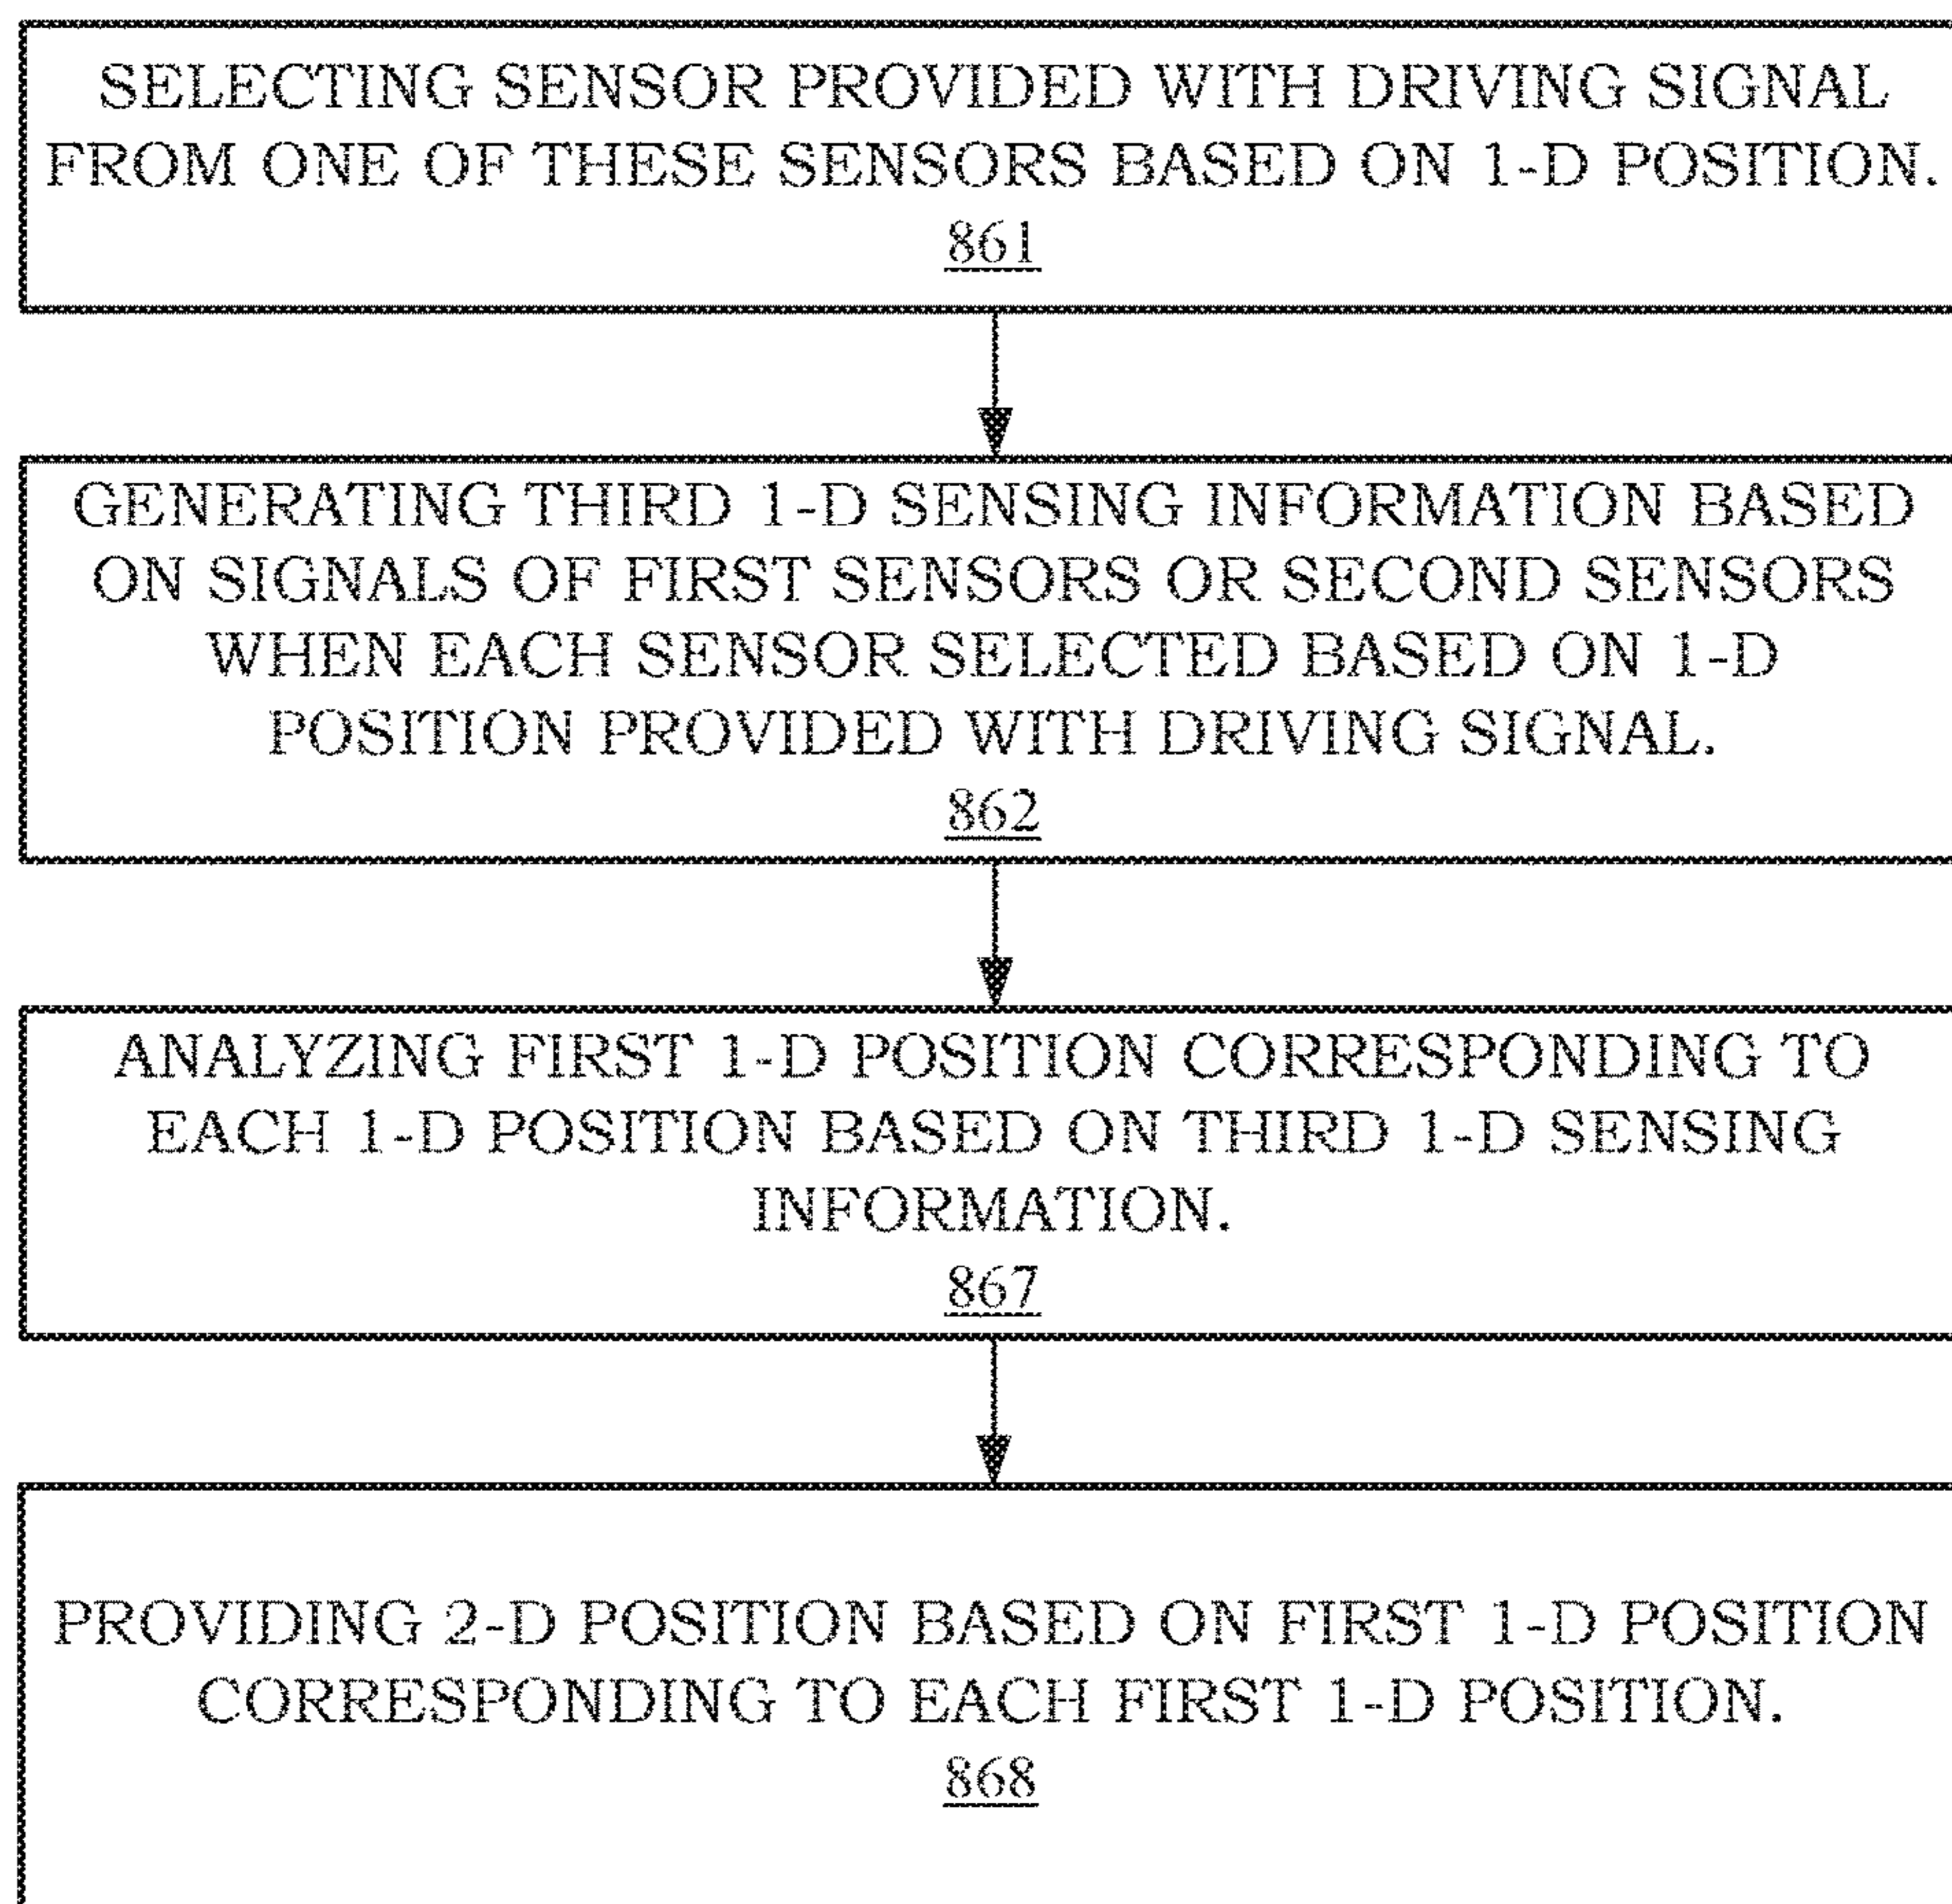 SELECTING SENSOR PROVIDED WITH DRIVING SIGNAL
FROM ONE OF THESE SENSORS BASED ON 1-D POSITION.
861
GENERATING THIRD 1-D SENSING INFORMATION BASED
ON SIGNALS OF FIRST SENSORS OR SECOND SENSORS
WHEN EACH SENSOR SELECTED BASED ON 1-D
POSITION PROVIDED WITH DRIVING SIGNAL.
862
ANALYZING FIRST 1-D POSITION CORRESPONDING TO
EACH 1-D POSITION BASED ON THIRD 1-D SENSING
INFORMATION.
867
PROVIDING 2-D POSITION BASED ON FIRST 1-D POSITION
CORRESPONDING TO EACH FIRST 1-D POSITION.
868